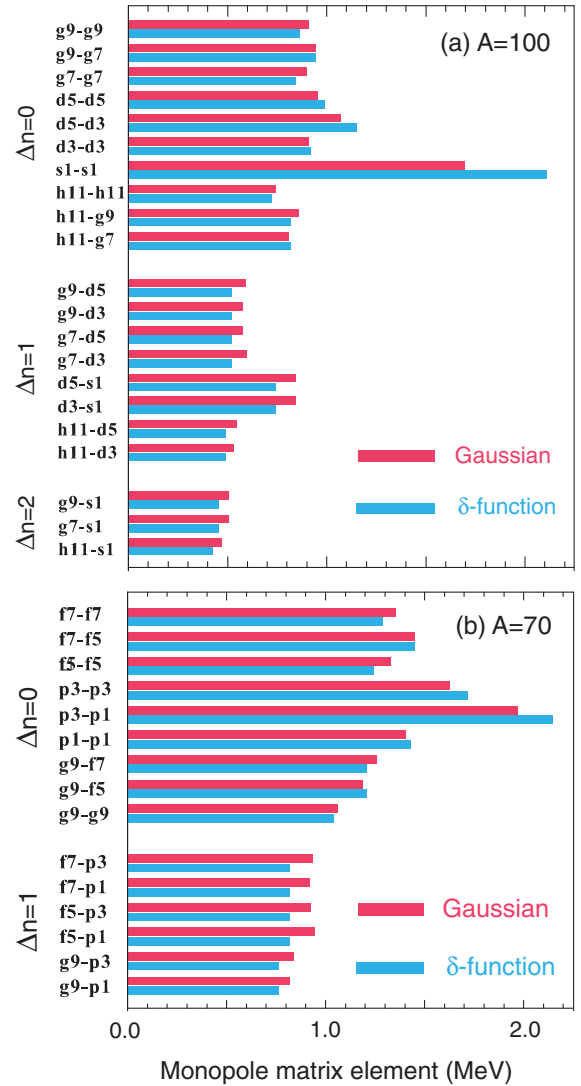 (a) A=100
Δn=0
g9-g9
g9-g7
g7-g7
d5-d5
d5-d3
d3-d3
s1-s1
h11-h11
h11-g9
h11-g7
Δn=1
g9-d5
g9-d3
g7-d5
g7-d3
d5-s1
d3-s1
h11-d5
h11-d3
Δn=2
g9-s1
g7-s1
h11-s1
Gaussian
δ-function
(b) A=70
Δn=0
f7-f7
f7-f5
f5-f5
p3-p3
p3-p1
p1-p1
g9-f7
g9-f5
g9-g9
Δn=1
f7-p3
f7-p1
f5-p3
f5-p1
g9-p3
g9-p1
Gaussian
δ-function
0.0 1.0 2.0
Monopole matrix element (MeV)